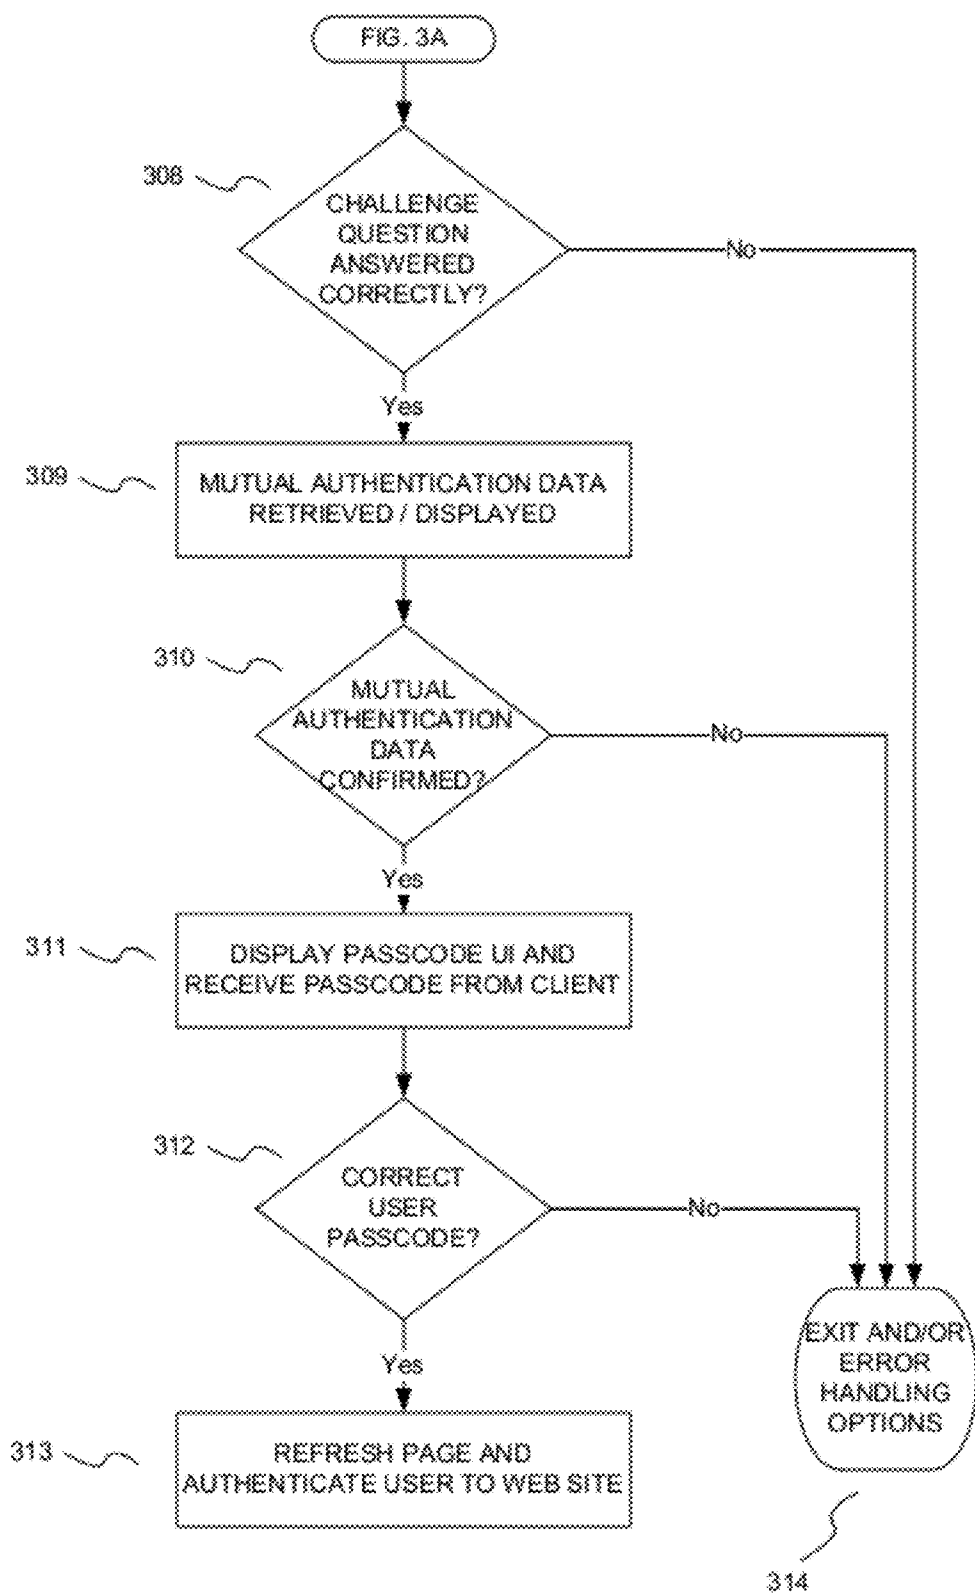 FIG. 3A
308
CHALLENGE
QUESTION
ANSWERED
CORRECTLY?
No
Yes
309
MUTUAL AUTHENTICATION DATA
RETRIEVED / DISPLAYED
310
MUTUAL
AUTHENTICATION
DATA
CONFIRMED?
No
Yes
311
DISPLAY PASSCODE UI AND
RECEIVE PASSCODE FROM CLIENT
312
CORRECT
USER
PASSCODE?
No
Yes
EXIT AND/OR
ERROR
HANDLING
OPTIONS
313
REFRESH PAGE AND
AUTHENTICATE USER TO WEB SITE
314